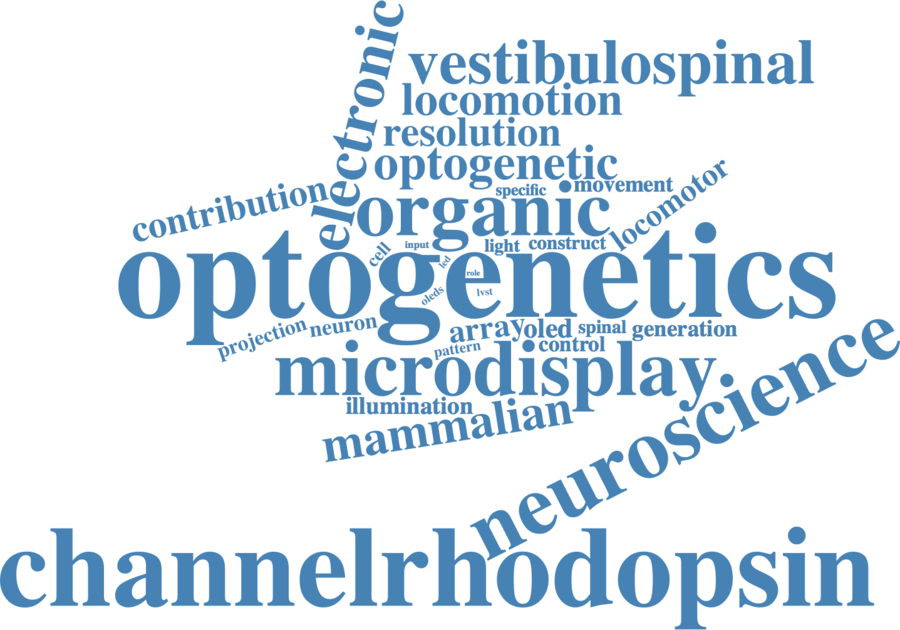 electronic
vestibulospinal
locomotion
resolution
optogenetic
specific
movement
locomotor
contribution
organic
cell
input
light
construct
led
role
optogenetics
oleds
lvst
projection
neuron
array
oled
spinal
generation
pattern
control
microdisplay
illumination
mammalian
neuroscience
channelrhodopsin